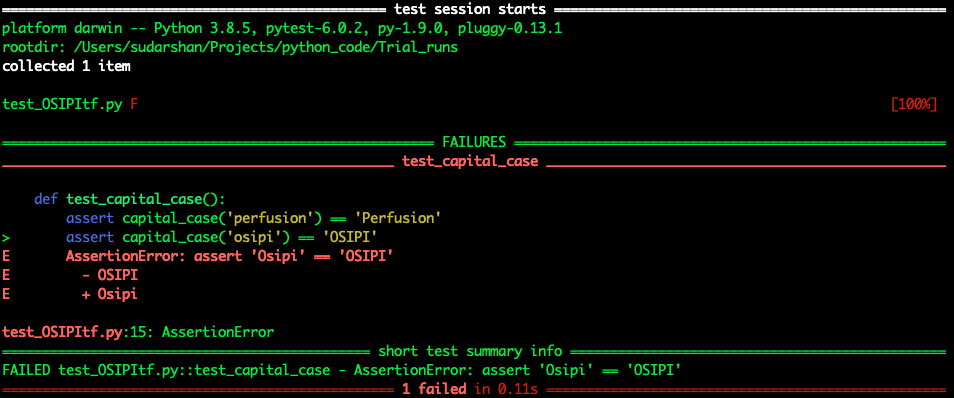 test session starts
platform darwin -- Python 3.8.5, pytest-6.0.2, py-1.9.0, pluggy-0.13.1
rootdir: /Users/sudarshan/Projects/python_code/Trial_runs
collected 1 item
test_OSIPItf.py F [100%]
FAILURES
test_capital_case
def test_capital_case():
assert capital_case('perfusion') == 'Perfusion'
> assert capital_case('osipi') == 'OSIPI'
E AssertionError: assert 'Osipi' == 'OSIPI'
E - OSIPI
E + Osipi
test_OSIPItf.py:15: AssertionError
short test summary info
FAILED test_OSIPItf.py::test_capital_case - AssertionError: assert 'Osipi' == 'OSIPI'
1 failed in 0.11s